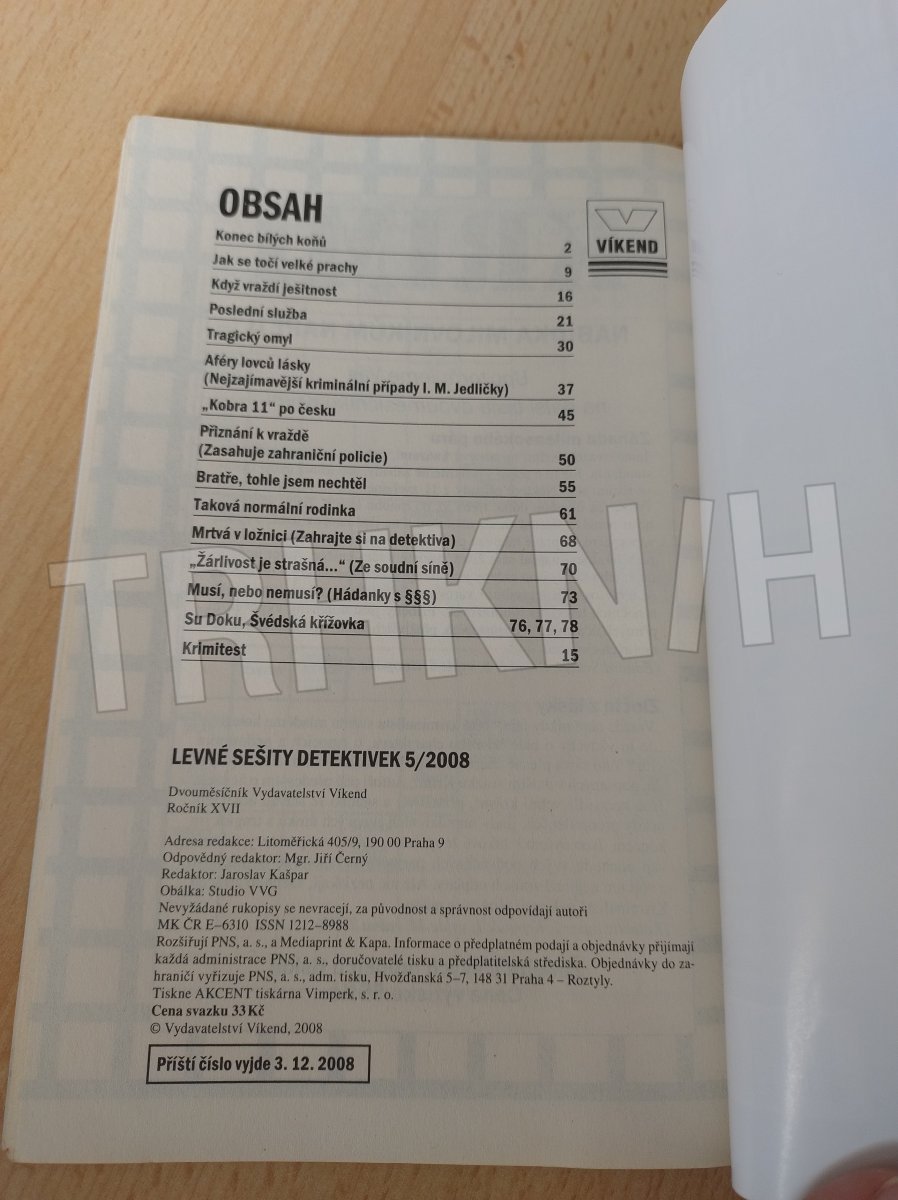 OBSAH
VÍKEND
Konec bílých koňů 2
Jak se točí velké prachy 9
Když vraždí ješitnost 16
Poslední služba 21
Tragický omyl 30
Aféry lovců lásky
(Nejzajímavější kriminální případy I. M. Jedličky) 37
„Kobra 11“ po česku 45
Přiznání k vraždě
(Zasahuje zahraniční policie) 50
Bratře, tohle jsem nechtěl 55
Taková normální rodinka 61
Mrtvá v ložnici (Zahrajte si na detektiva) 68
„Žárlivost je strašná...“ (Ze soudní síně) 70
Musí, nebo nemusí? (Hádanky s §§§) 73
Su Doku, Švédská křížovka 76, 77, 78
Krimitest 15
TRHKNIH
LEVNÉ SEŠITY DETEKTIVEK 5/2008
Dvouměsíčník Vydavatelství Víkend
Ročník XVII
Adresa redakce: Litoměřická 405/9, 190 00 Praha 9
Odpovědný redaktor: Mgr. Jiří Černý
Redaktor: Jaroslav Kašpar
Obálka: Studio VVG
Nevyžádané rukopisy se nevracejí, za původnost a správnost odpovídají autoři
MK ČR E–6310 ISSN 1212–8988
Rozšiřují PNS, a. s., a Mediaprint & Kapa. Informace o předplatném podají a objednávky přijímají
každá administrace PNS, a. s., doručovatelé tisku a předplatitelská střediska. Objednávky do za-
hraničí vyřizuje PNS, a. s., adm. tisku, Hvožďanská 5–7, 148 31 Praha 4 – Roztyly.
Tiskne AKCENT tiskárna Vimperk, s. r. o.
Cena svazku 33 Kč
© Vydavatelství Víkend, 2008
Příští číslo vyjde 3. 12. 2008